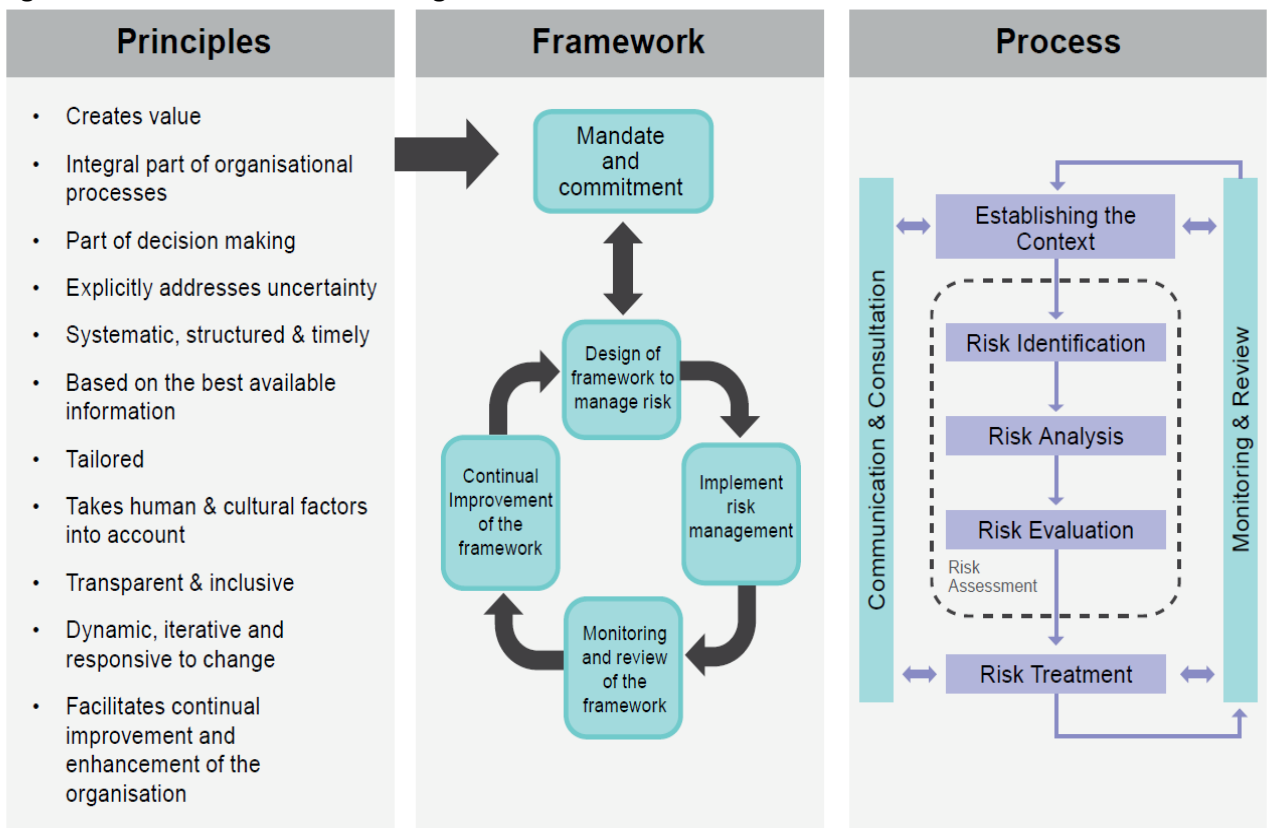 Principles
• Creates value
• Integral part of organisational
processes
• Part of decision making
• Explicitly addresses uncertainty
• Systematic, structured & timely
• Based on the best available
information
• Tailored
• Takes human & cultural factors
into account
• Transparent & inclusive
• Dynamic, iterative and
responsive to change
• Facilitates continual
improvement and
enhancement of the
organisation
Framework
Mandate
and
commitment
Design of
framework to
manage risk
Implement
risk
management
Monitoring
and review
of the
framework
Continual
Improvement
of the
framework
Process
Communication & Consultation
Establishing the
Context
Risk Identification
Risk Analysis
Risk Evaluation
Risk
Assessment
Risk Treatment
Monitoring & Review